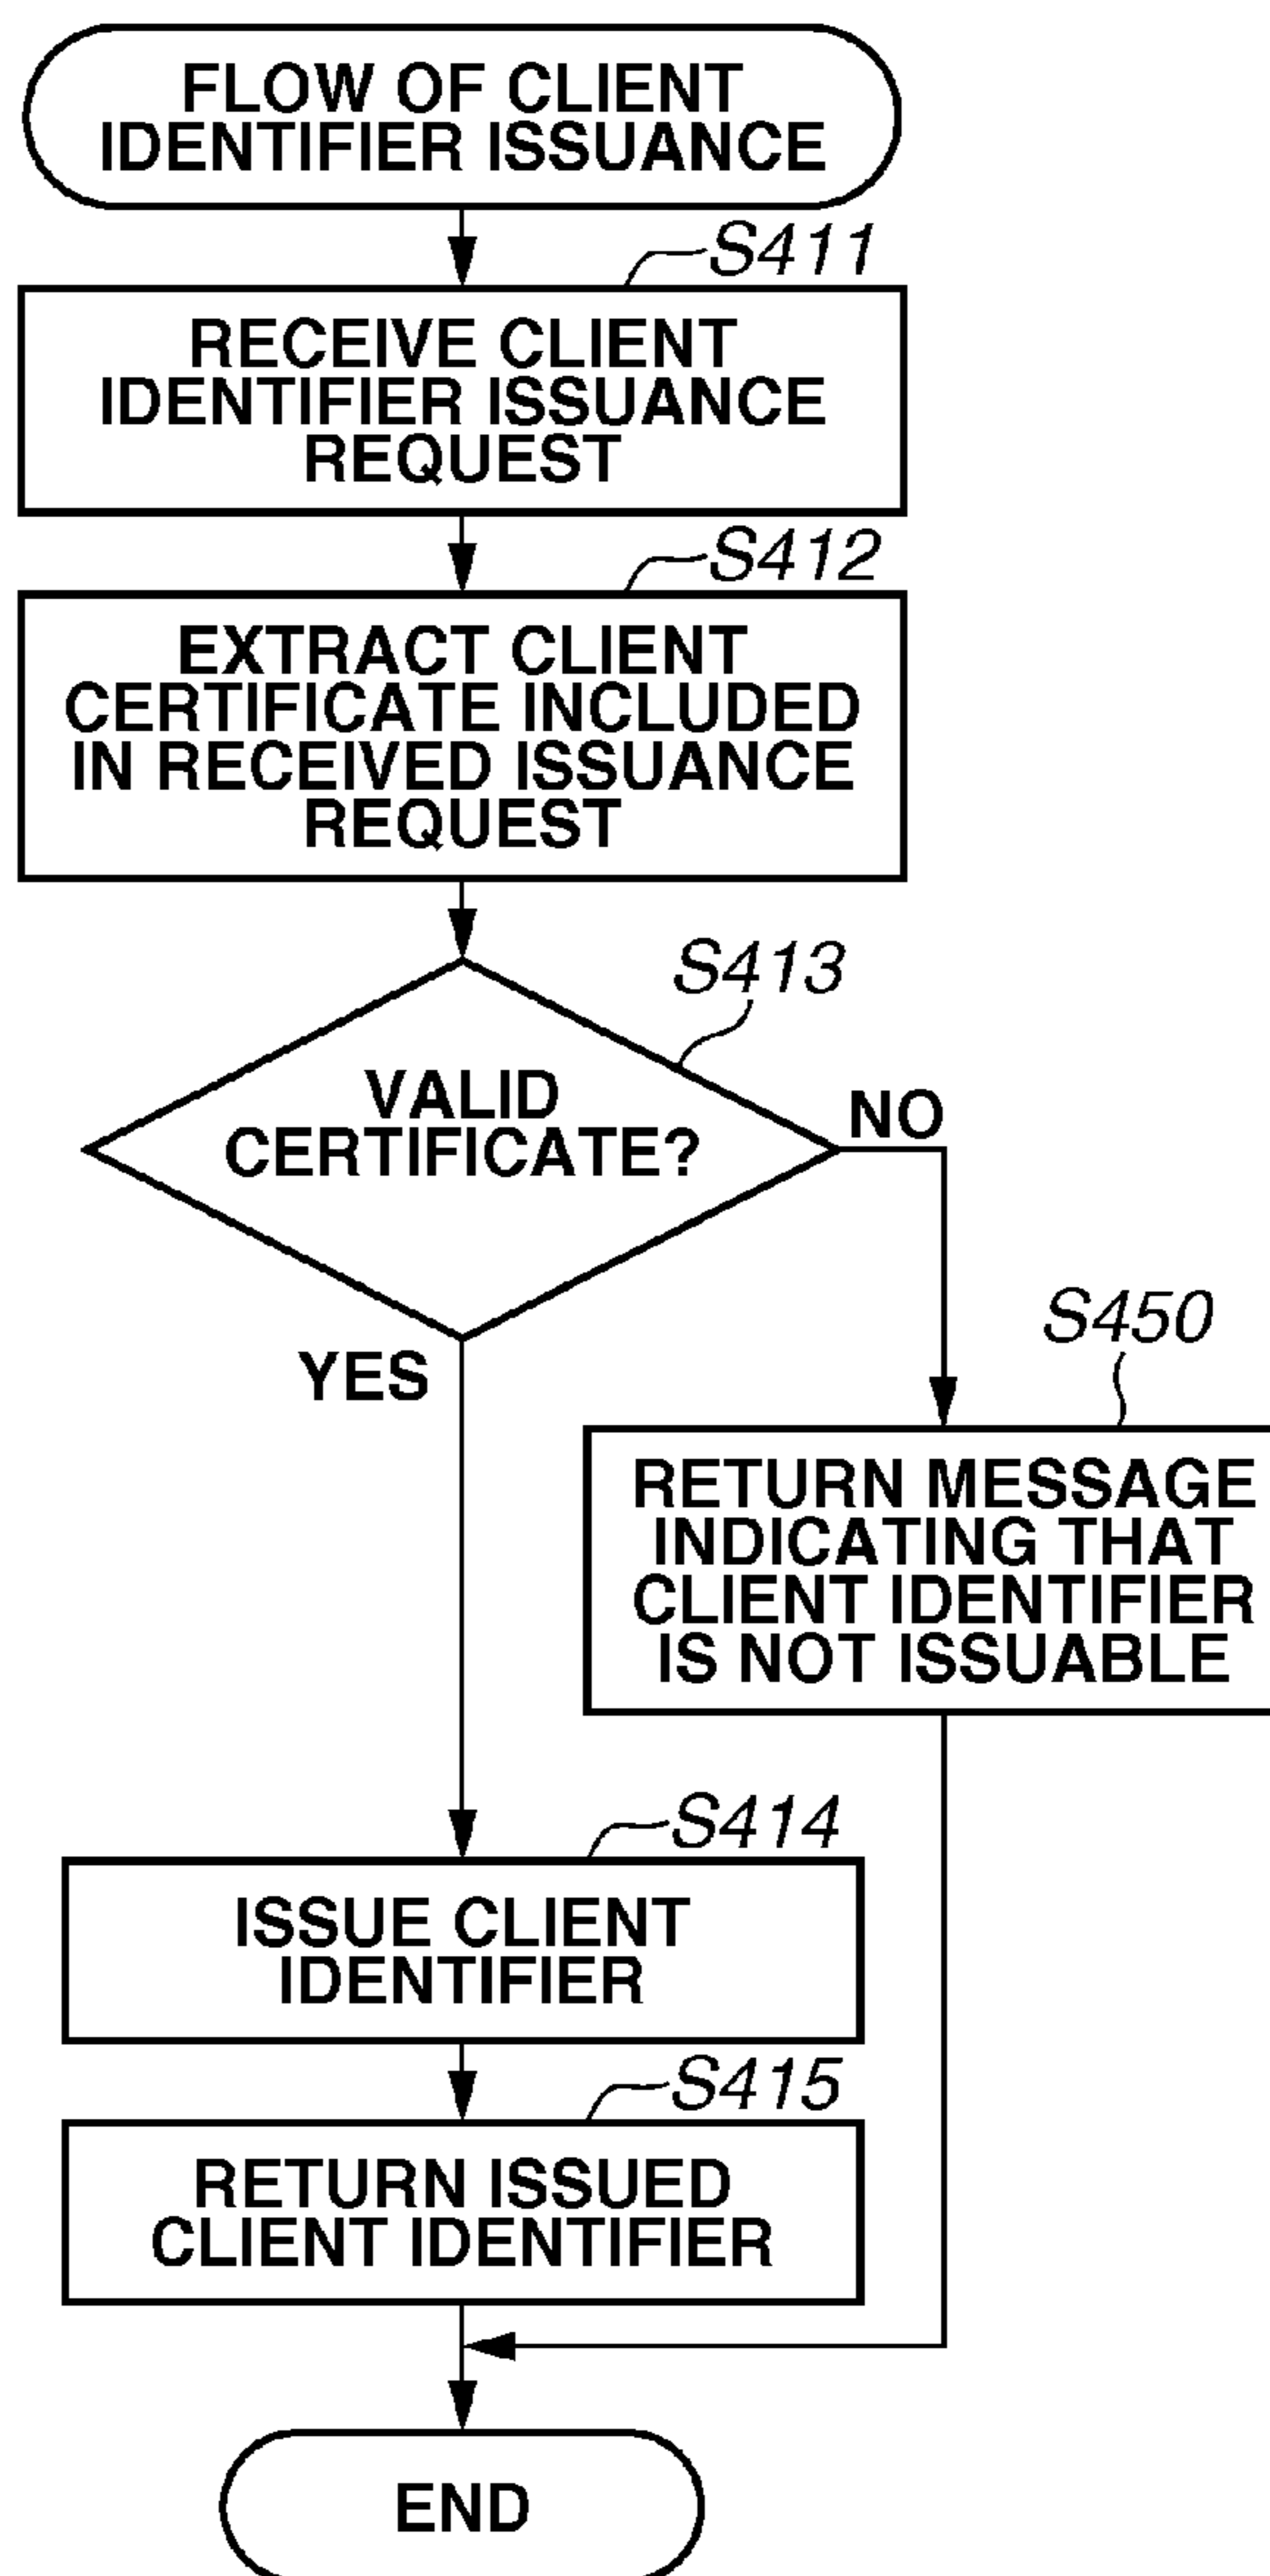 FLOW OF CLIENT
IDENTIFIER ISSUANCE
S411
RECEIVE CLIENT
IDENTIFIER ISSUANCE
REQUEST
S412
EXTRACT CLIENT
CERTIFICATE INCLUDED
IN RECEIVED ISSUANCE
REQUEST
S413
VALID
CERTIFICATE?
NO
YES
S450
RETURN MESSAGE
INDICATING THAT
CLIENT IDENTIFIER
IS NOT ISSUABLE
S414
ISSUE CLIENT
IDENTIFIER
S415
RETURN ISSUED
CLIENT IDENTIFIER
END